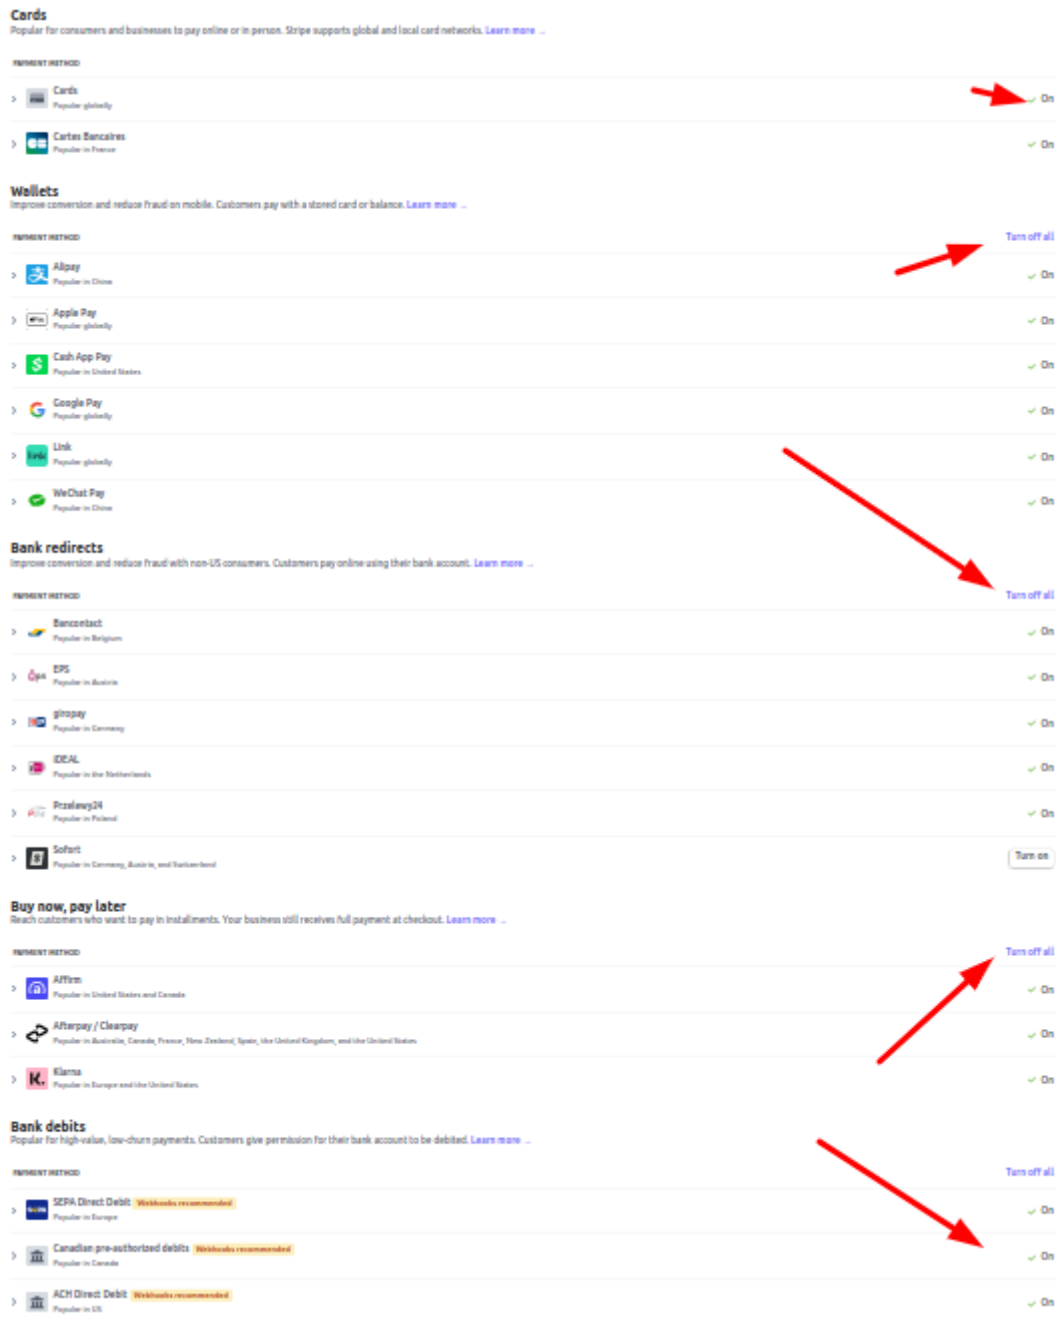 Cards
Popular for consumers and businesses to pay online or in person. Stripe supports global and local card networks. Learn more →
PAYMENT METHOD
Cards
Popular globally
On
Cartes Bancaires
Popular in France
On
Wallets
Improve conversion and reduce fraud on mobile. Customers pay with a stored card or balance. Learn more →
PAYMENT METHOD
Turn off all
Alipay
Popular in China
On
Apple Pay
Popular globally
On
Cash App Pay
Popular in United States
On
Google Pay
Popular globally
On
link
Link
Popular globally
On
WeChat Pay
Popular in China
On
Bank redirects
Improve conversion and reduce fraud with non-US consumers. Customers pay online using their bank account. Learn more →
PAYMENT METHOD
Turn off all
Bancontact
Popular in Belgium
On
EPS
Popular in Austria
On
giropay
Popular in Germany
On
iDEAL
Popular in the Netherlands
On
Przelewy24
Popular in Poland
On
Sofort
Popular in Germany, Austria, and Switzerland
Turn on
Buy now, pay later
Reach customers who want to pay in installments. Your business still receives full payment at checkout. Learn more →
PAYMENT METHOD
Turn off all
Affirm
Popular in United States and Canada
On
Afterpay / Clearpay
Popular in Australia, Canada, France, New Zealand, Spain, the United Kingdom, and the United States
On
K.
Klarna
Popular in Europe and the United States
On
Bank debits
Popular for high-value, low-churn payments. Customers give permission for their bank account to be debited. Learn more →
PAYMENT METHOD
Turn off all
SEPA Direct Debit Webhooks recommended
Popular in Europe
On
Canadian pre-authorized debits Webhooks recommended
Popular in Canada
On
ACH Direct Debit Webhooks recommended
Popular in US
On